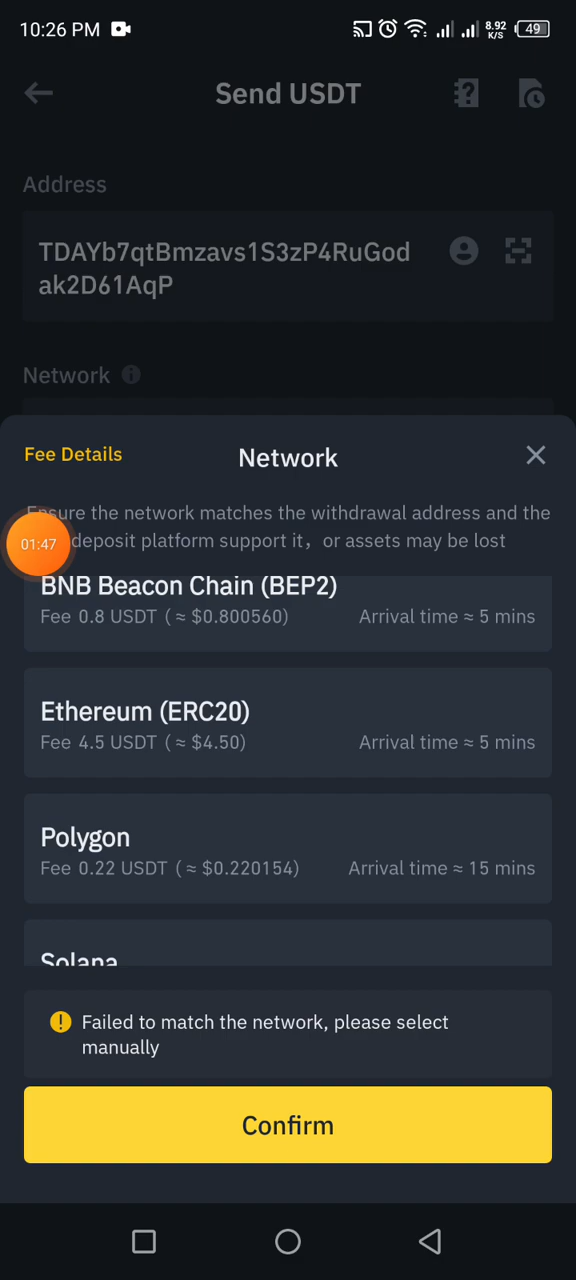 10:26 PM
8.92
K/S
49
Send USDT
Address
TDAYb7qtBmzavs1S3zP4RuGod
ak2D61AqP
Network
Fee Details
Network
Ensure the network matches the withdrawal address and the
deposit platform support it, or assets may be lost
01:47
BNB Beacon Chain (BEP2)
Fee 0.8 USDT (≈ $0.800560)
Arrival time ≈ 5 mins
Ethereum (ERC20)
Fee 4.5 USDT (≈ $4.50)
Arrival time ≈ 5 mins
Polygon
Fee 0.22 USDT (≈ $0.220154)
Arrival time ≈ 15 mins
Solana
Failed to match the network, please select
manually
Confirm